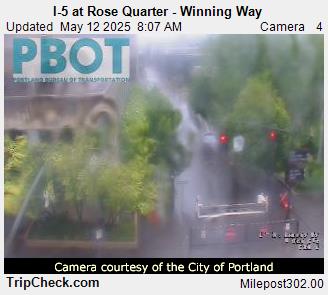 I-5 at Rose Quarter - Winning Way
Updated May 12 2025 8:07 AM Camera 4
PBOT
PORTLAND BUREAU OF TRANSPORTATION
Camera courtesy of the City of Portland
TripCheck.com Milepost302.00